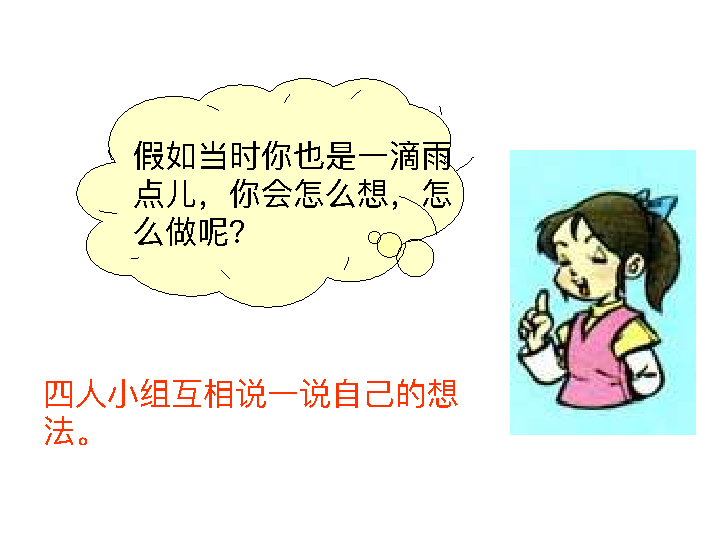 假如当时你也是一滴雨
点儿，你会怎么想，怎
么做呢？
四人小组互相说一说自己的想
法。